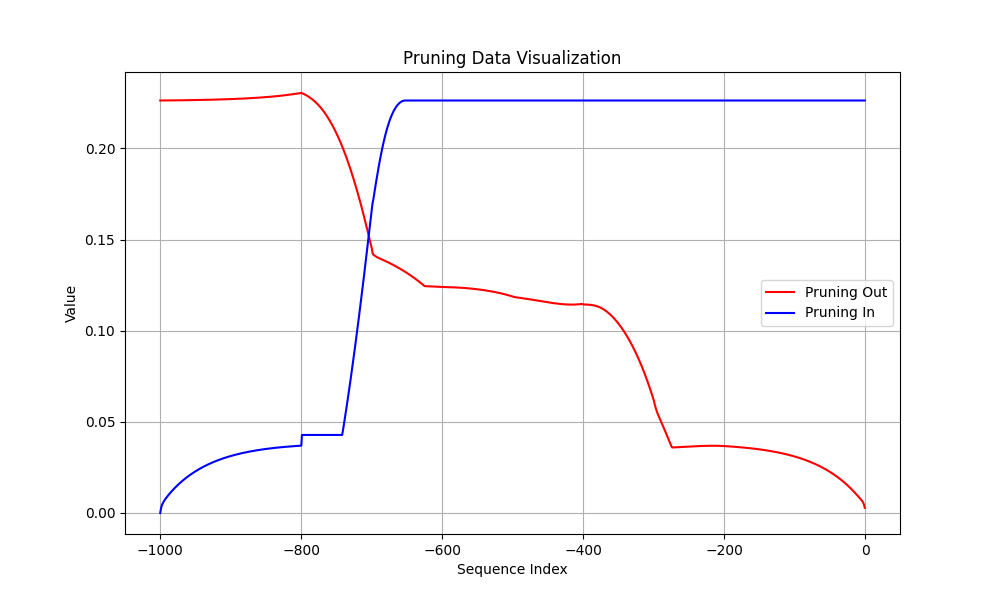 Pruning Data Visualization
Value
0.20
0.15
0.10
0.05
0.00
Pruning Out
Pruning In
−1000 −800 −600 −400 −200 0
Sequence Index